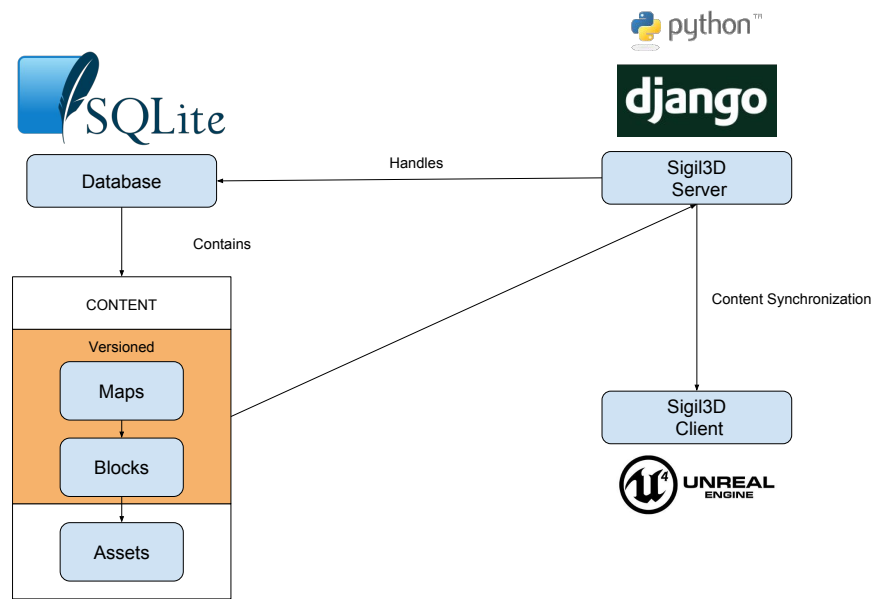 python™
django
SQLite
Handles
Database
Sigil3D
Server
Contains
CONTENT
Content Synchronization
Versioned
Maps
Sigil3D
Client
Blocks
U4 UNREAL
ENGINE
Assets